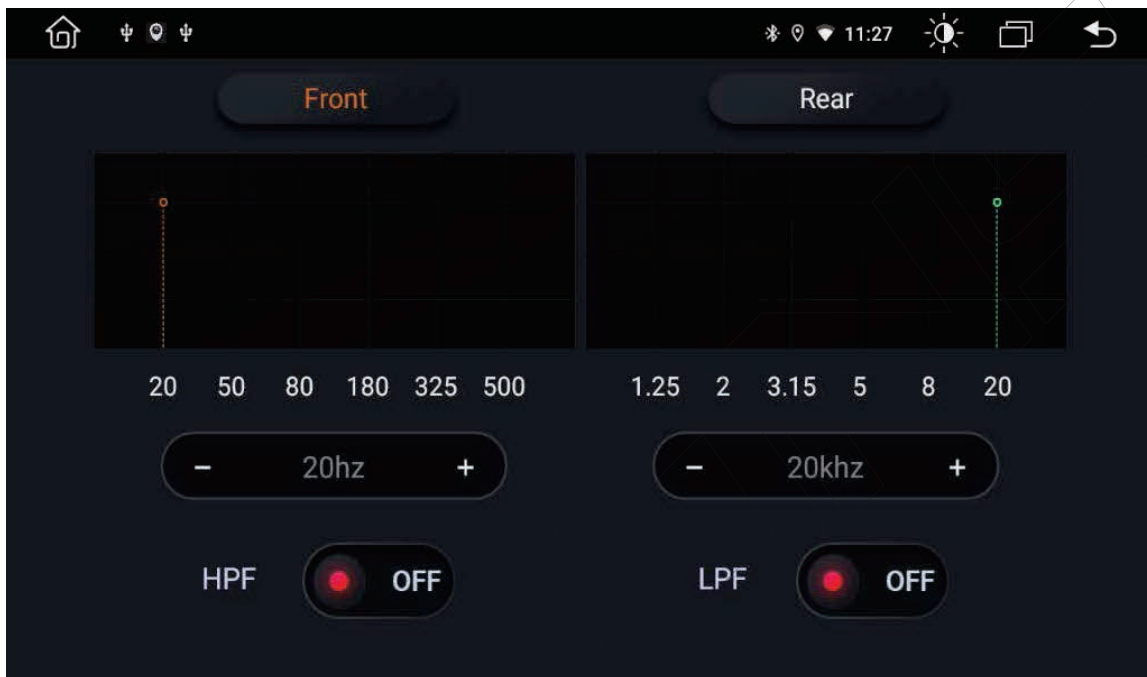 11:27
Front Rear
20 50 80 180 325 500 1.25 2 3.15 5 8 20
- 20hz + - 20khz +
HPF OFF LPF OFF